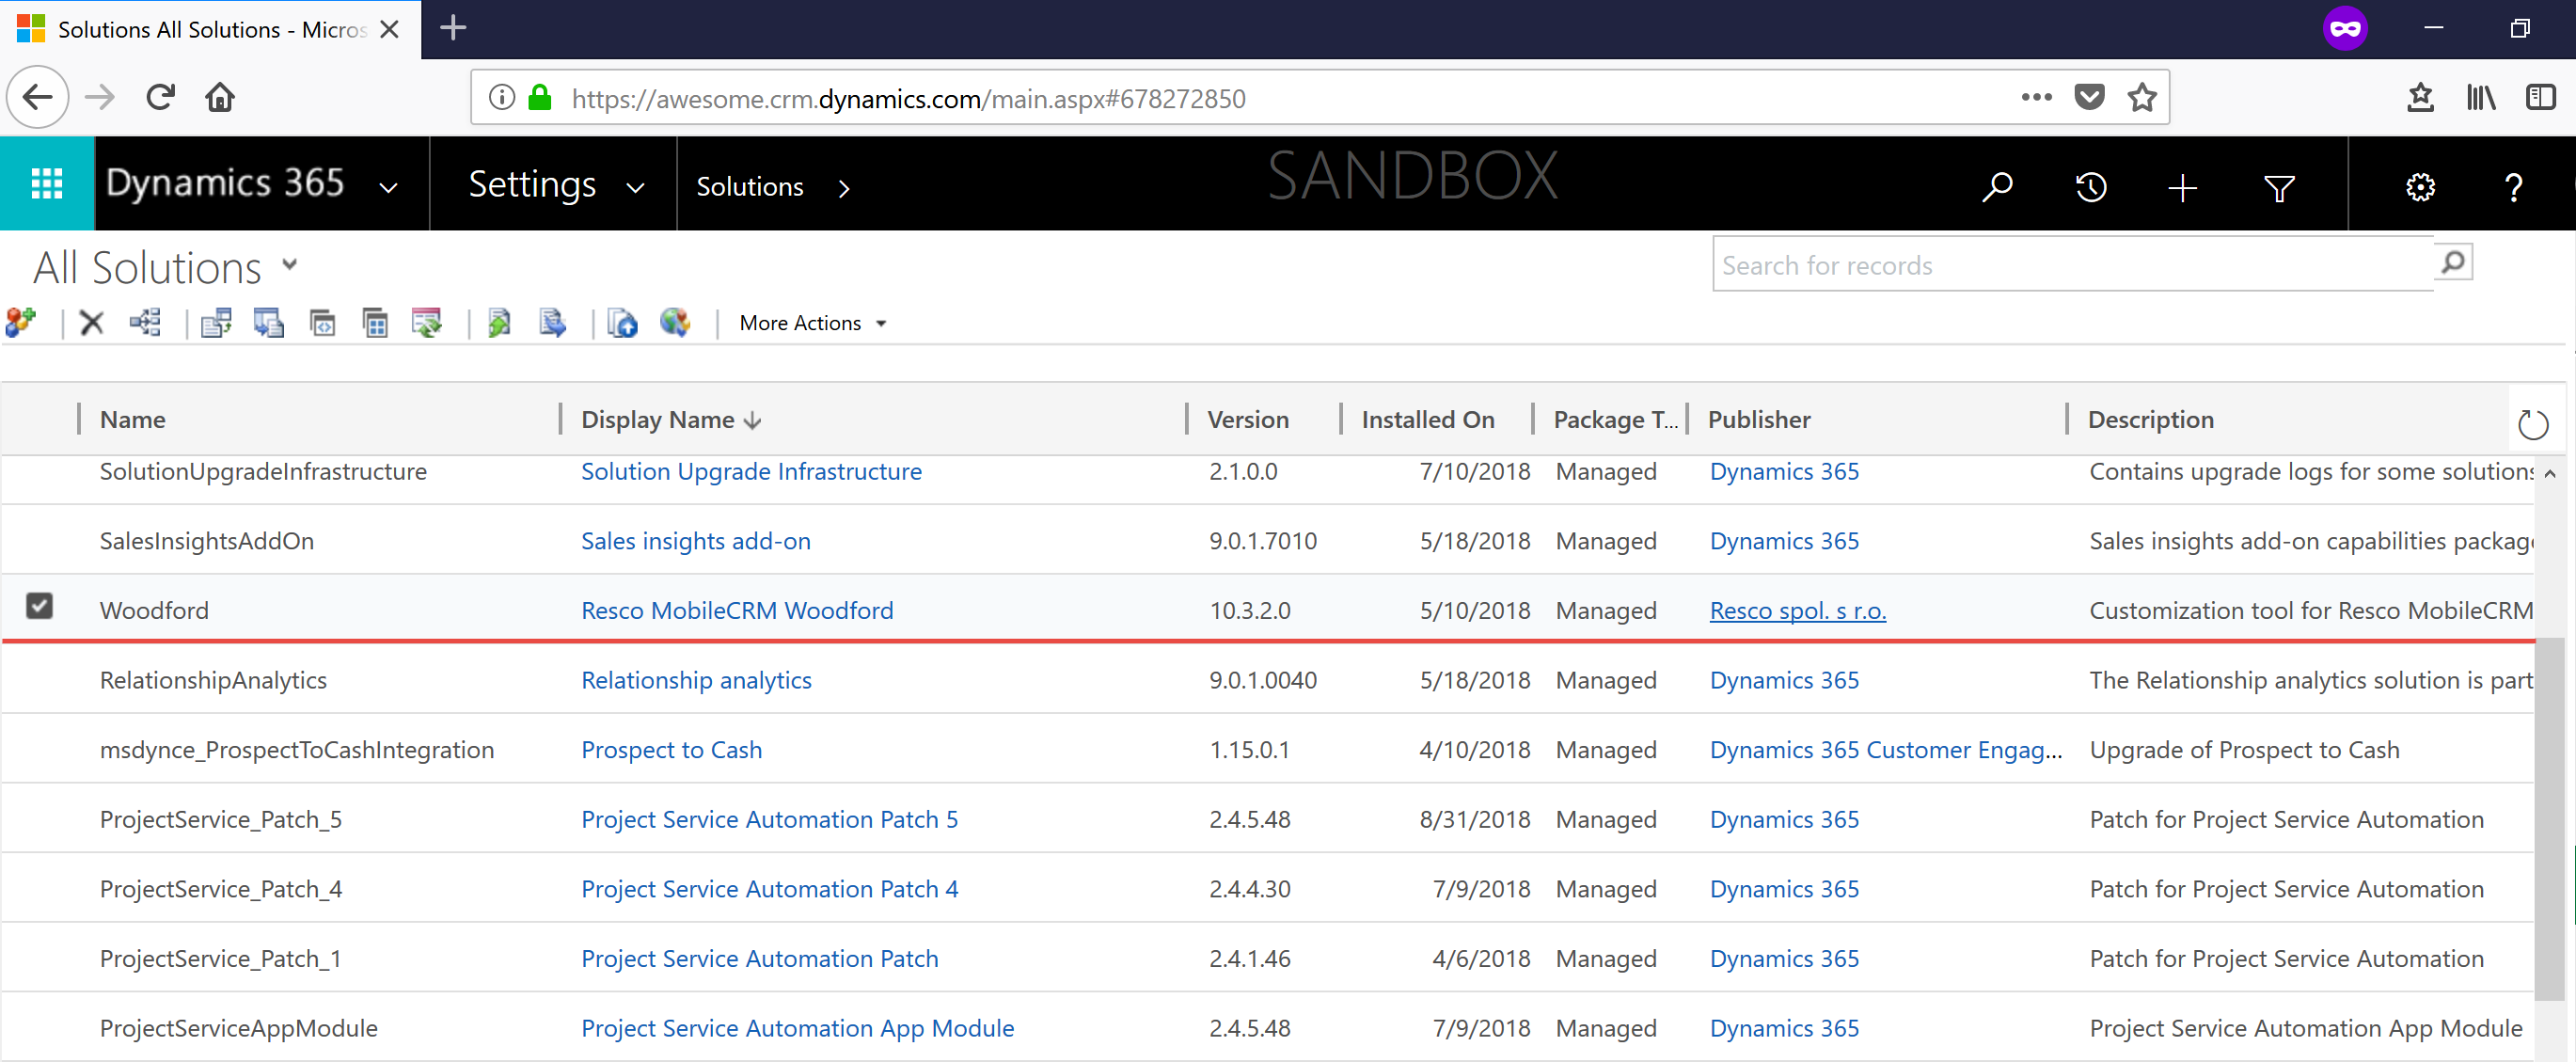 Solutions All Solutions - Micros
https://awesome.crm.dynamics.com/main.aspx#678272850
Dynamics 365 Settings Solutions SANDBOX ?
All Solutions Search for records
More Actions
Name Display Name Version Installed On Package T... Publisher Description
SolutionUpgradeInfrastructure Solution Upgrade Infrastructure 2.1.0.0 7/10/2018 Managed Dynamics 365 Contains upgrade logs for some solutions
SalesInsightsAddOn Sales insights add-on 9.0.1.7010 5/18/2018 Managed Dynamics 365 Sales insights add-on capabilities package
Woodford Resco MobileCRM Woodford 10.3.2.0 5/10/2018 Managed Resco spol. s r.o. Customization tool for Resco MobileCRM
RelationshipAnalytics Relationship analytics 9.0.1.0040 5/18/2018 Managed Dynamics 365 The Relationship analytics solution is part
msdynce_ProspectToCashIntegration Prospect to Cash 1.15.0.1 4/10/2018 Managed Dynamics 365 Customer Engag... Upgrade of Prospect to Cash
ProjectService_Patch_5 Project Service Automation Patch 5 2.4.5.48 8/31/2018 Managed Dynamics 365 Patch for Project Service Automation
ProjectService_Patch_4 Project Service Automation Patch 4 2.4.4.30 7/9/2018 Managed Dynamics 365 Patch for Project Service Automation
ProjectService_Patch_1 Project Service Automation Patch 2.4.1.46 4/6/2018 Managed Dynamics 365 Patch for Project Service Automation
ProjectServiceAppModule Project Service Automation App Module 2.4.5.48 7/9/2018 Managed Dynamics 365 Project Service Automation App Module